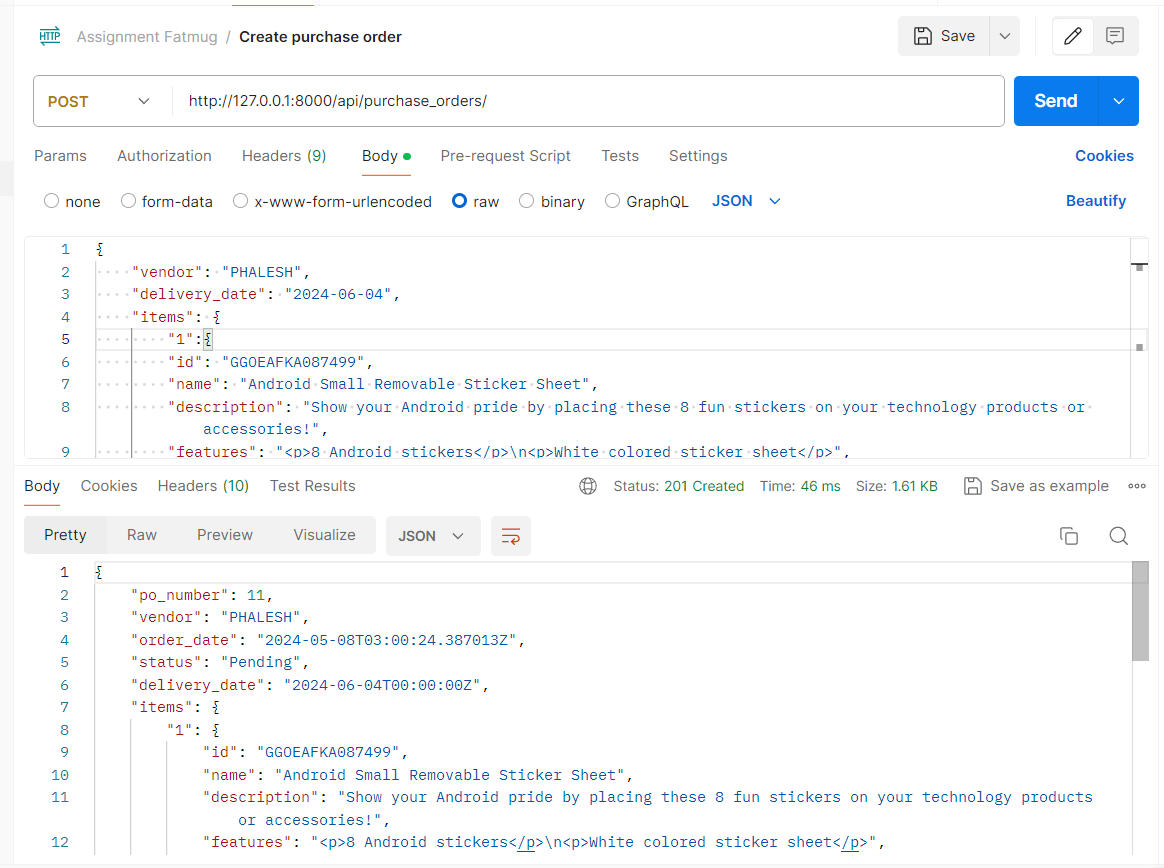 HTTP Assignment Fatmug / Create purchase order Save
POST http://127.0.0.1:8000/api/purchase_orders/ Send
Params Authorization Headers (9) Body Pre-request Script Tests Settings Cookies
none form-data x-www-form-urlencoded raw binary GraphQL JSON Beautify
1 {
2 "vendor": "PHALESH",
3 "delivery_date": "2024-06-04",
4 "items": {
5 "1":{
6 "id": "GGOEAFKA087499",
7 "name": "Android Small Removable Sticker Sheet",
8 "description": "Show your Android pride by placing these 8 fun stickers on your technology products or
accessories!",
9 "features": "<p>8 Android stickers</p>\n<p>White colored sticker sheet</p>",
Body Cookies Headers (10) Test Results Status: 201 Created Time: 46 ms Size: 1.61 KB Save as example
Pretty Raw Preview Visualize JSON
1 {
2 "po_number": 11,
3 "vendor": "PHALESH",
4 "order_date": "2024-05-08T03:00:24.387013Z",
5 "status": "Pending",
6 "delivery_date": "2024-06-04T00:00:00Z",
7 "items": {
8 "1": {
9 "id": "GGOEAFKA087499",
10 "name": "Android Small Removable Sticker Sheet",
11 "description": "Show your Android pride by placing these 8 fun stickers on your technology products
or accessories!",
12 "features": "<p>8 Android stickers</p>\n<p>White colored sticker sheet</p>",